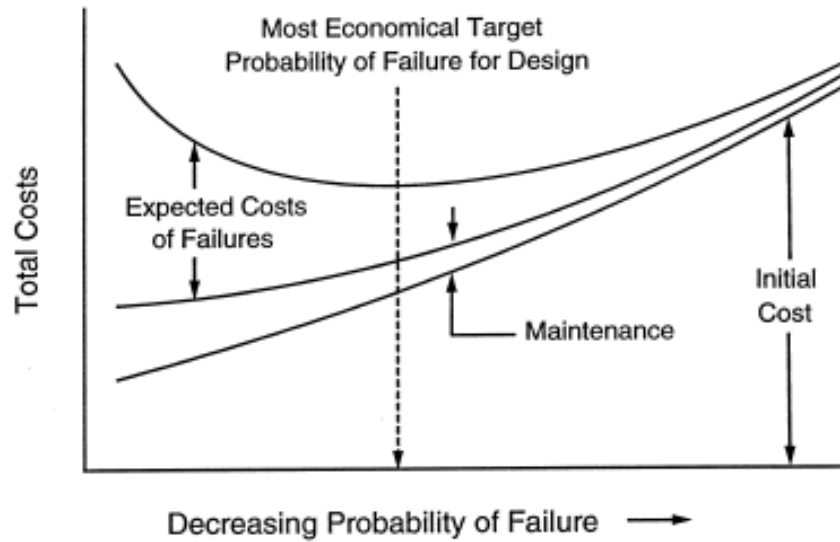 Most Economical Target
Probability of Failure for Design
Total Costs
Expected Costs
of Failures
Maintenance
Initial
Cost
Decreasing Probability of Failure